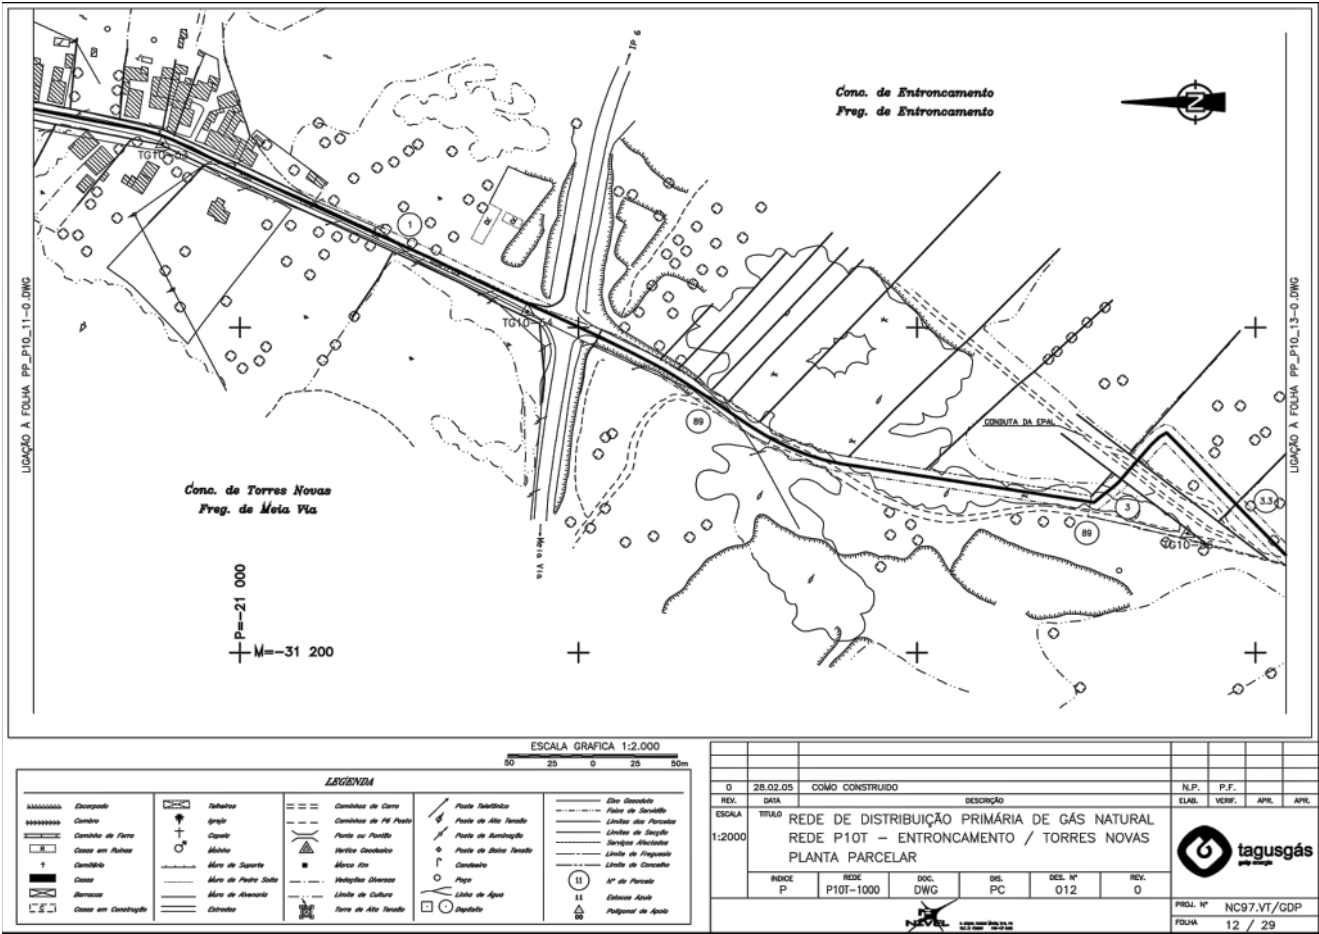 IP 6
Conc. de Entroncamento
Freg. de Entroncamento
N
TG10-53
1
R
R
TG10-54
LIGAÇÃO À FOLHA PP_P10_11-0.DWG
LIGAÇÃO À FOLHA PP_P10_13-0.DWG
89
CONDUTA DA EPAL
Conc. de Torres Novas
Freg. de Meia Via
3
3.3
89
Meia Via
P=-21 000
M=-31 200
ESCALA GRAFICA 1:2.000
50 25 0 25 50m
LEGENDA
Escarpado
Combro
Caminho de Ferro
R Casas em Ruínas
Cemitério
Casas
Barracas
C Casas em Construção
Telheiros
Igreja
Capela
Moinho
Muro de Suporte
Muro de Pedra Solta
Muro de Alvenaria
Estradas
Caminhos de Carro
Caminhos de Pé Posto
Ponte ou Pontão
Vertice Geodesico
Marco Km
Vedações Diversas
Limite de Cultura
Torre de Alta Tensão
Poste Telefónico
Poste de Alta Tensão
Poste de Iluminação
Poste de Baixa Tensão
Candeeiro
Poço
Linha de Água
Depósito
Eixo Gasoduto
Faixa de Servidão
Limites das Parcelas
Limites de Secção
Serviços Afectados
Limite de Freguesia
Limite de Concelho
11 Nº da Parcela
11
Poligonal de Apoio
00
0 28.02.05 COMO CONSTRUIDO N.P. P.F.
REV. DATA DESCRIÇÃO ELAB. VERIF. APR. APR.
ESCALA
1:2000
TITULO
REDE DE DISTRIBUIÇÃO PRIMÁRIA DE GÁS NATURAL
REDE P10T - ENTRONCAMENTO / TORRES NOVAS
PLANTA PARCELAR
INDICE REDE DOC. DIS. DES. Nº REV.
P P10T-1000 DWG PC 012 0
tagusgás
galp energia
NIVEL
PROJ. Nº NC97.VT/GDP
FOLHA 12 / 29